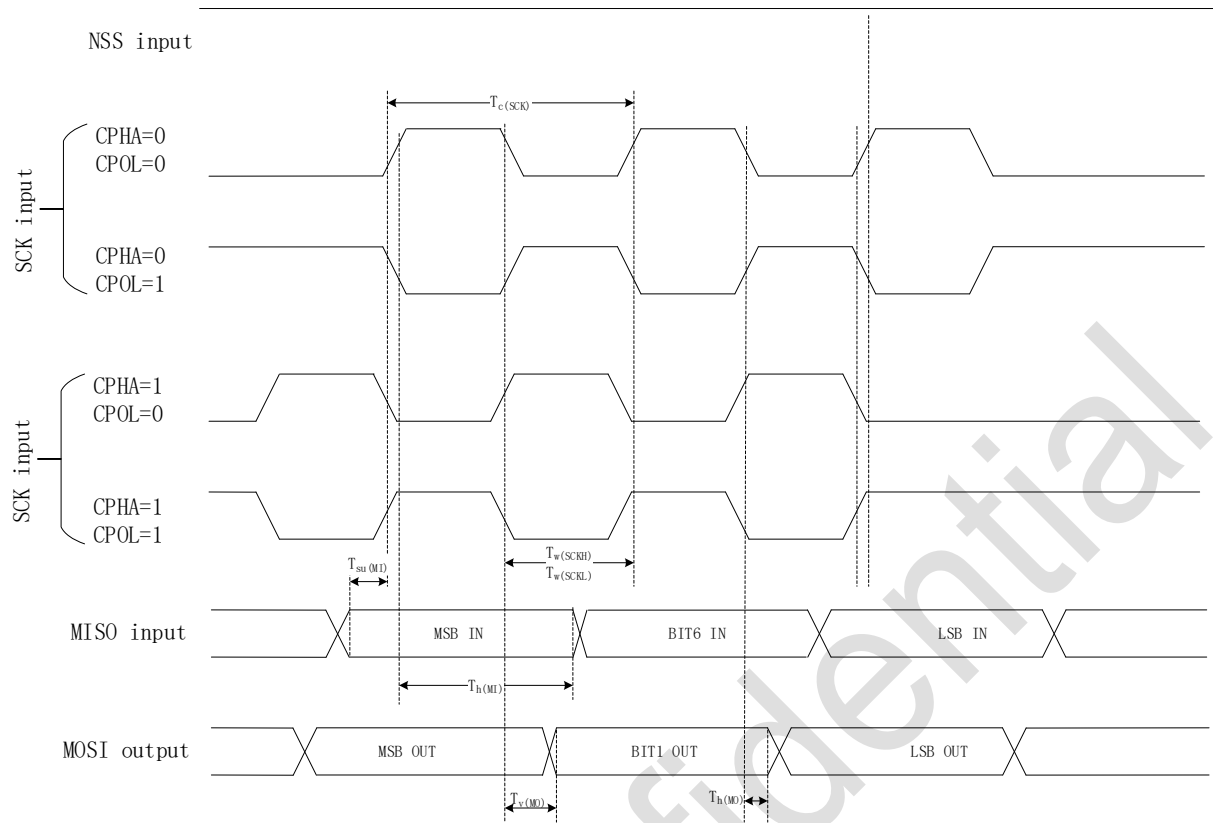 NSS input
Tc(SCK)
CPHA=0
CPOL=0
SCK input
CPHA=0
CPOL=1
CPHA=1
CPOL=0
SCK input
CPHA=1
CPOL=1
Tw(SCKH)
Tw(SCKL)
Tsu(MI)
MISO input
MSB IN
BIT6 IN
LSB IN
Th(MI)
MOSI output
MSB OUT
BIT1 OUT
LSB OUT
Tv(MO)
Th(MO)
fidential